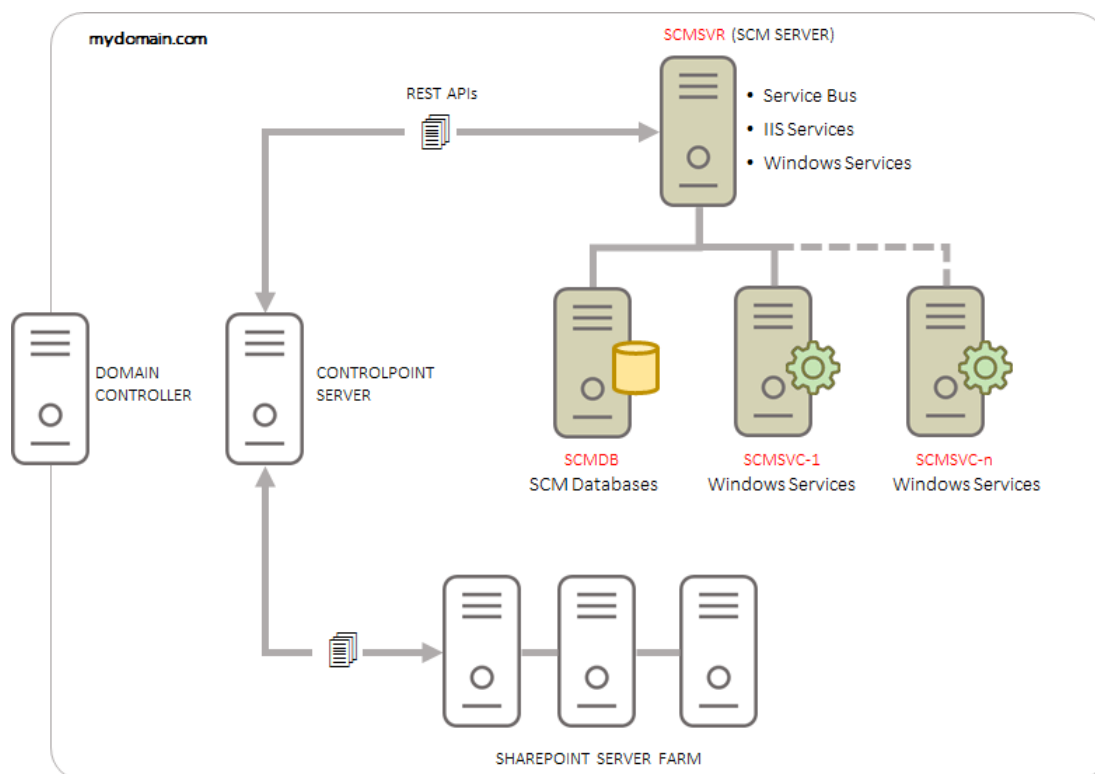 mydomain.com
SCMSVR (SCM SERVER)
REST APIs
• Service Bus
• IIS Services
• Windows Services
DOMAIN
CONTROLLER
CONTROLPOINT
SERVER
SCMDB
SCM Databases
SCMSVC-1
Windows Services
SCMSVC-n
Windows Services
SHAREPOINT SERVER FARM